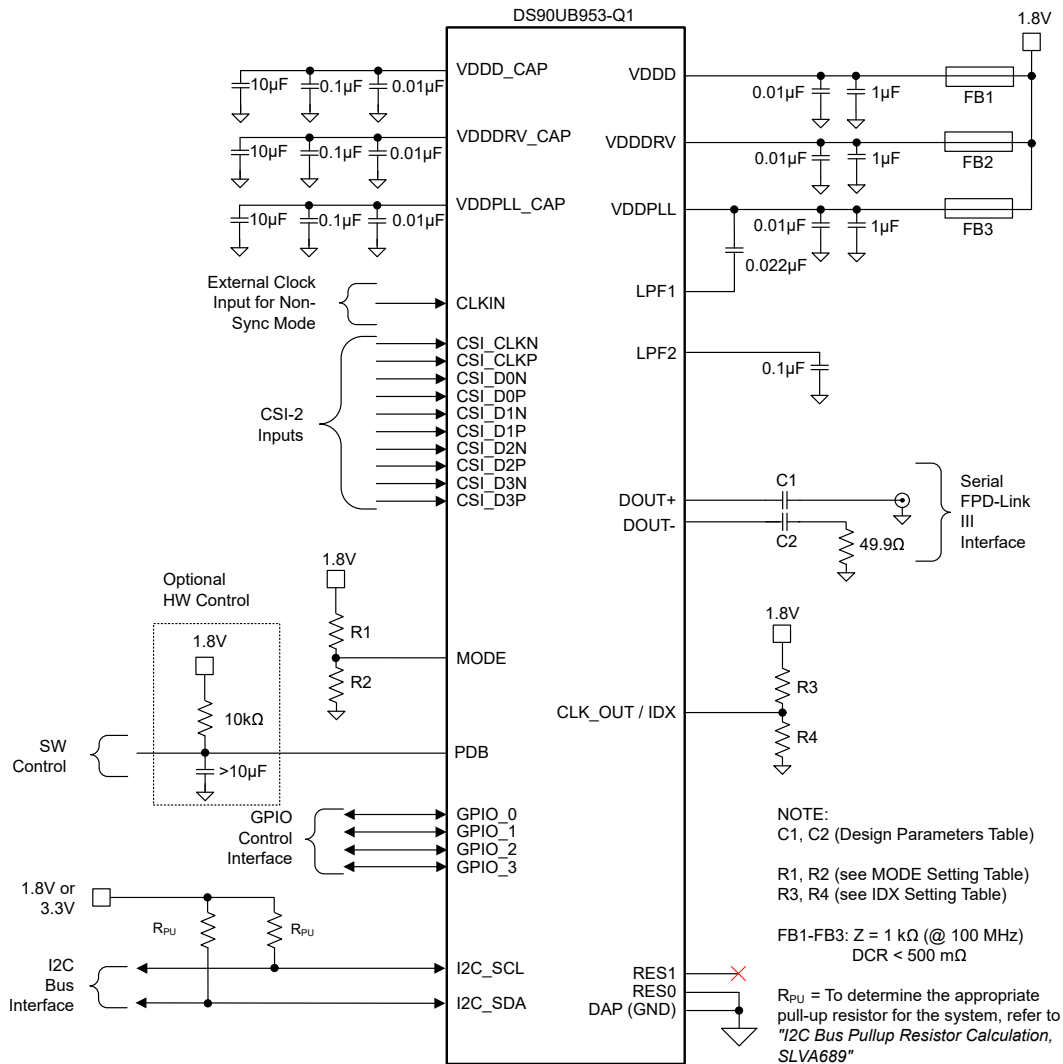 DS90UB953-Q1
1.8V
VDDD_CAP
10µF
0.1µF
0.01µF
VDDDRV_CAP
10µF
0.1µF
0.01µF
VDDPLL_CAP
10µF
0.1µF
0.01µF
VDDD
0.01µF
1µF
FB1
VDDDRV
0.01µF
1µF
FB2
VDDPLL
0.01µF
1µF
FB3
0.022µF
LPF1
LPF2
0.1µF
External Clock
Input for Non-
Sync Mode
CLKIN
CSI-2
Inputs
CSI_CLKN
CSI_CLKP
CSI_D0N
CSI_D0P
CSI_D1N
CSI_D1P
CSI_D2N
CSI_D2P
CSI_D3N
CSI_D3P
DOUT+
DOUT-
C1
C2
49.9Ω
Serial
FPD-Link
III
Interface
1.8V
R1
R2
MODE
Optional
HW Control
1.8V
10kΩ
>10µF
SW
Control
PDB
1.8V
R3
R4
CLK_OUT / IDX
GPIO
Control
Interface
GPIO_0
GPIO_1
GPIO_2
GPIO_3
1.8V or
3.3V
RPU
RPU
I2C
Bus
Interface
I2C_SCL
I2C_SDA
RES1
RES0
DAP (GND)
NOTE:
C1, C2 (Design Parameters Table)
R1, R2 (see MODE Setting Table)
R3, R4 (see IDX Setting Table)
FB1-FB3: Z = 1 kΩ (@ 100 MHz)
DCR < 500 mΩ
RPU = To determine the appropriate
pull-up resistor for the system, refer to
"I2C Bus Pullup Resistor Calculation,
SLVA689"